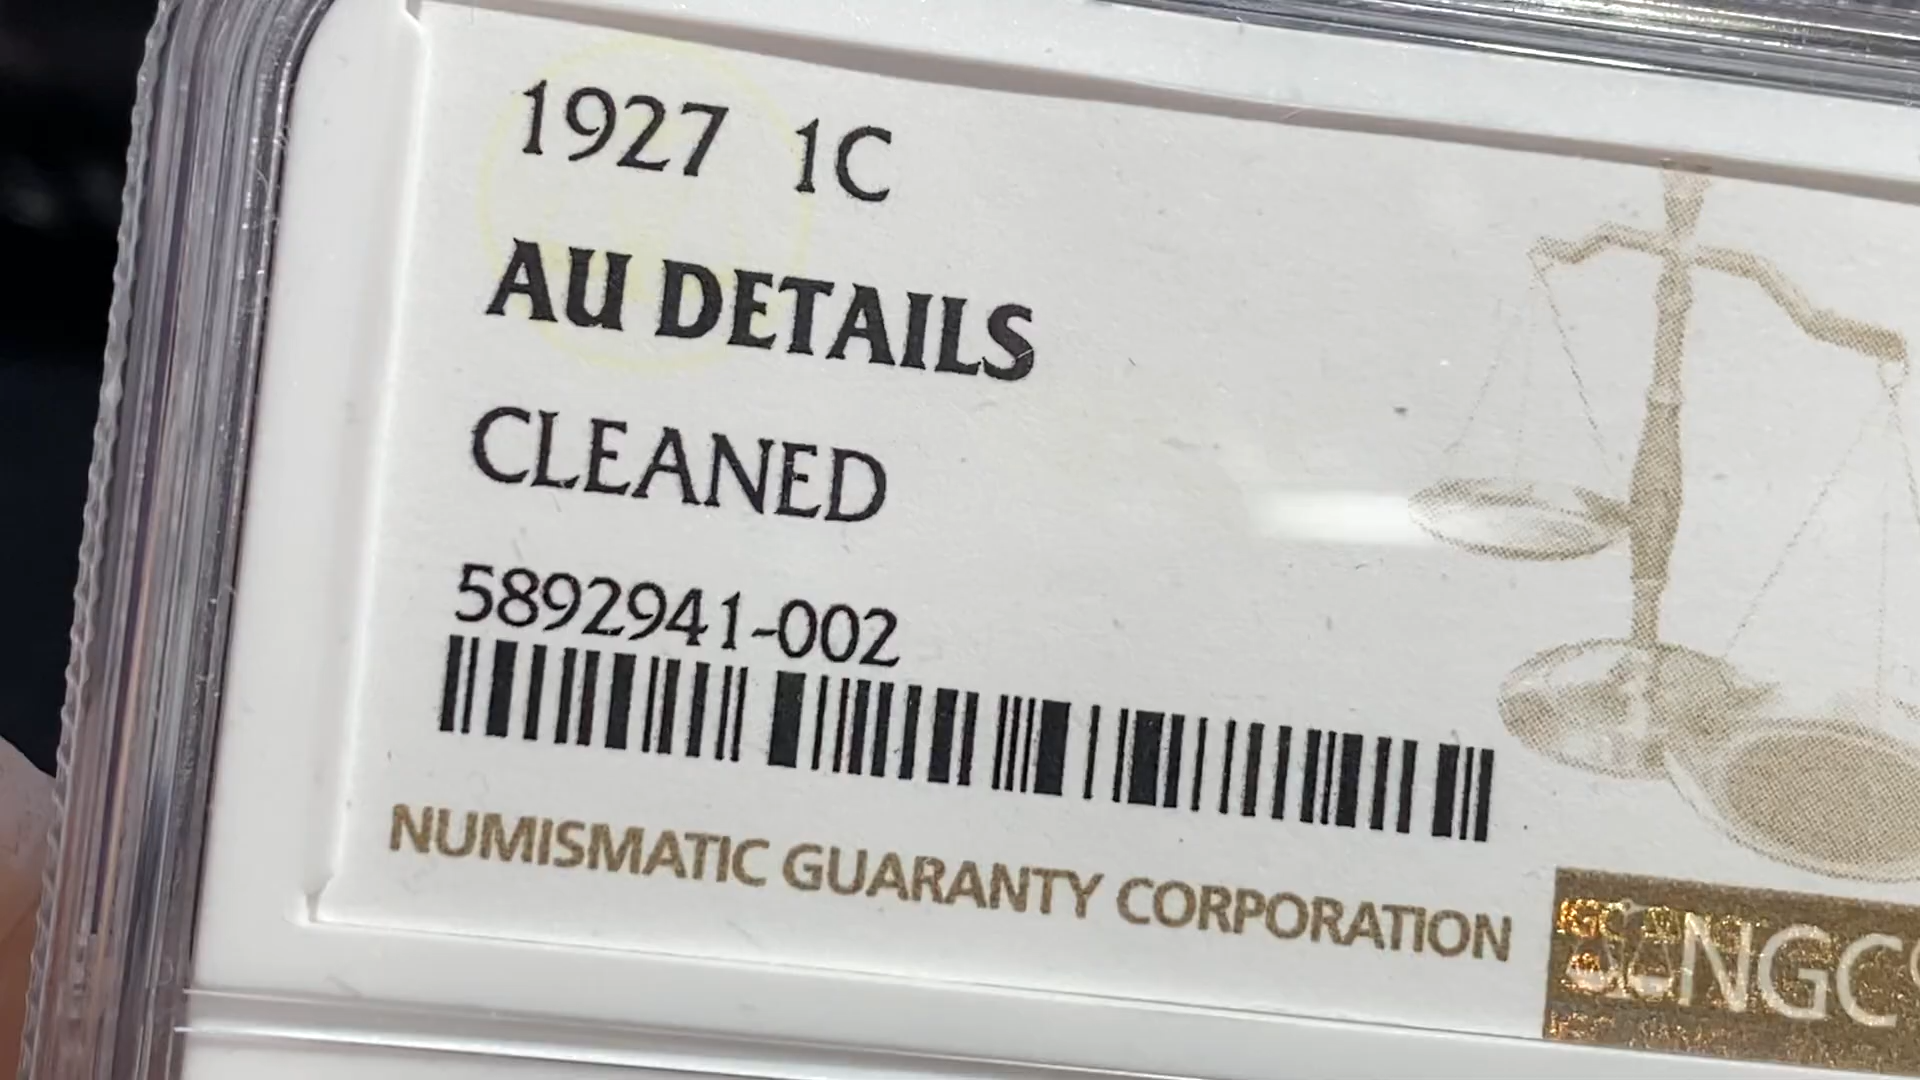 1927 1C
AU DETAILS
CLEANED
5892941-002
NUMISMATIC GUARANTY CORPORATION
NGC